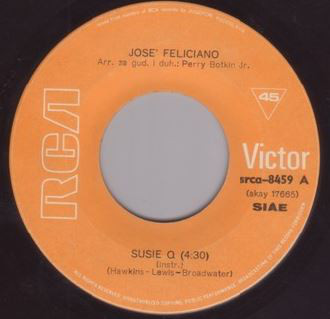 JOSE' FELICIANO
Arr. za gud. i duh.: Perry Botkin Jr.
RCA
45
Victor
srca-8459 A
(akay 17665)
SIAE
SUSIE Q (4:30)
(instr.)
(Hawkins-Lewis-Broadwater)